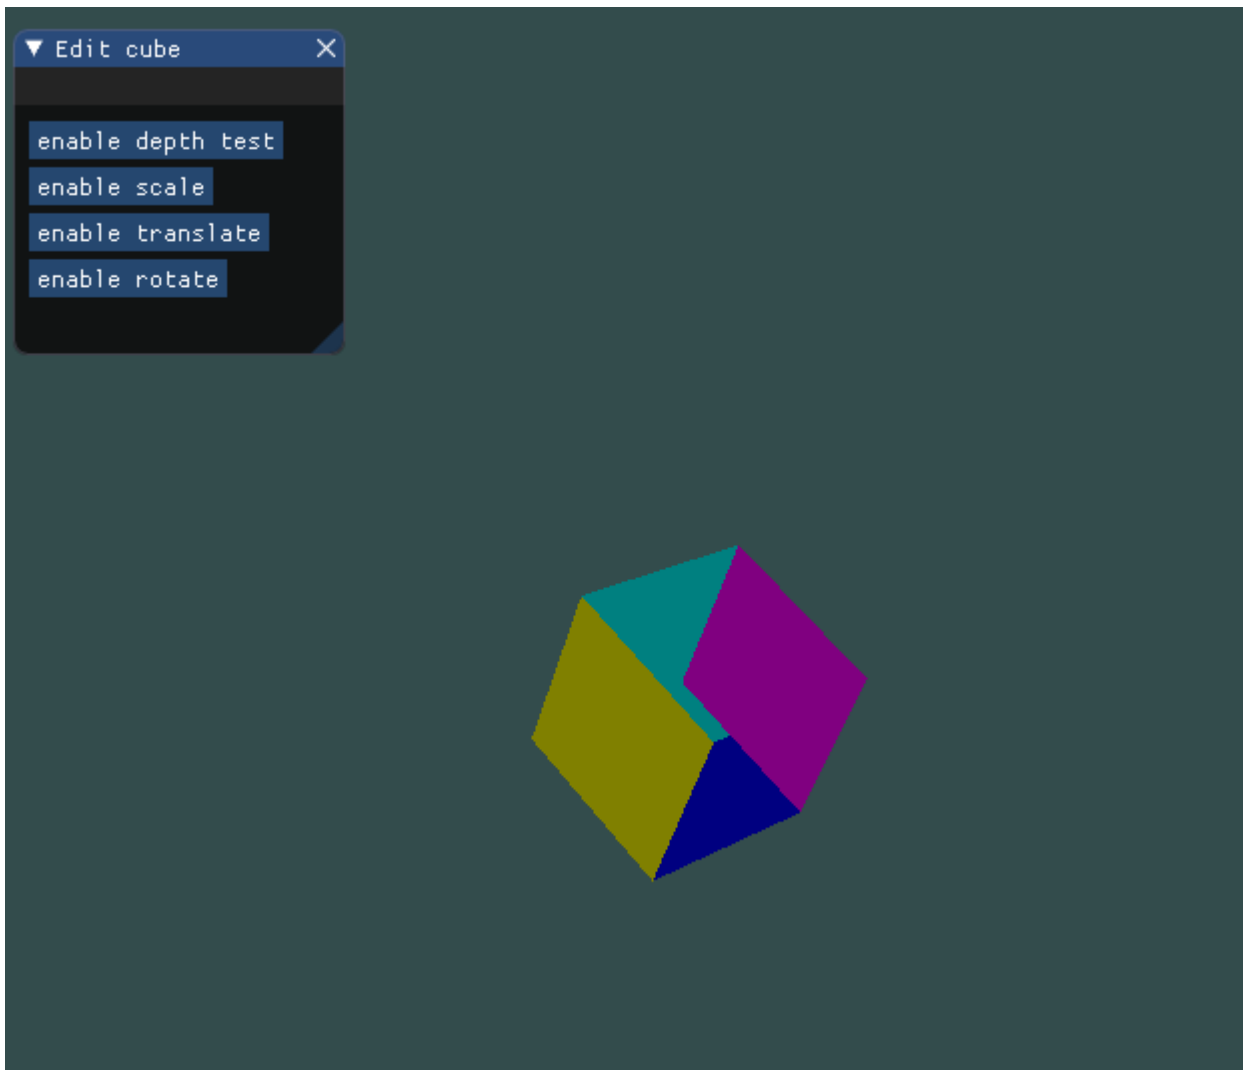 Edit cube
enable depth test
enable scale
enable translate
enable rotate